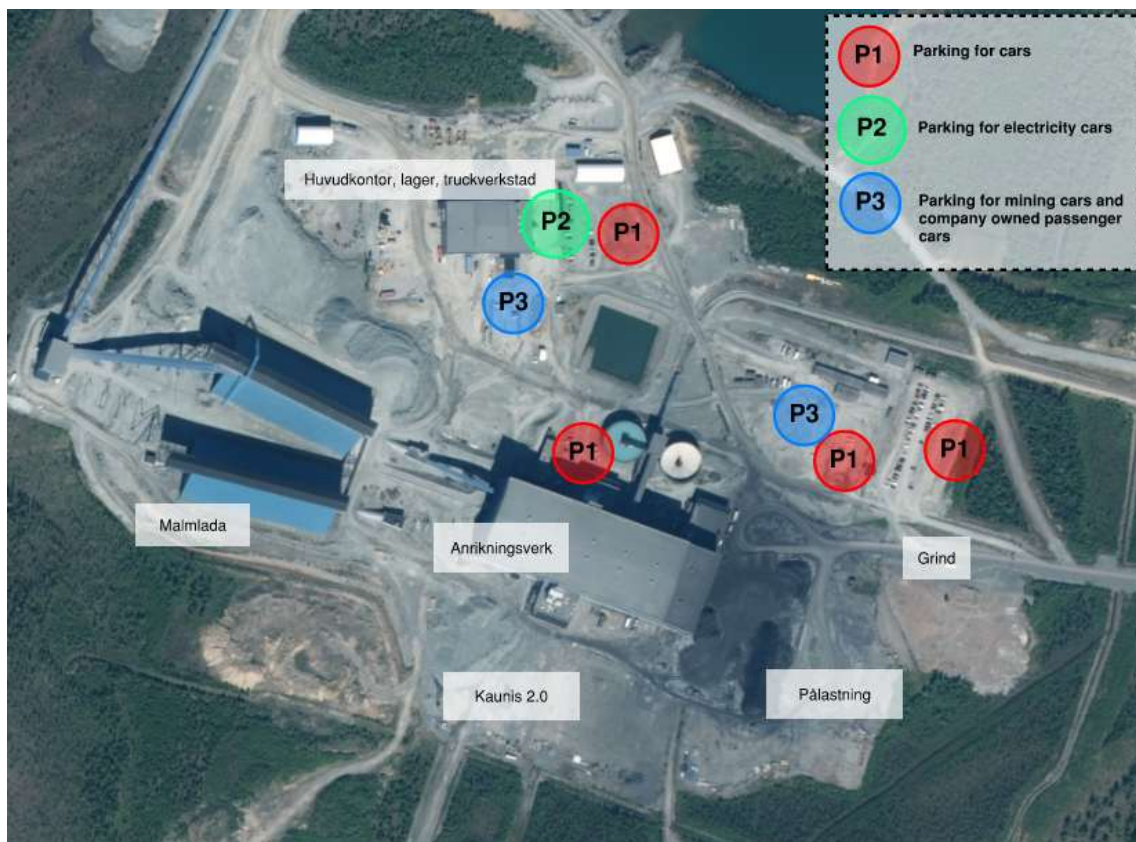 P1
Parking for cars
P2
Parking for electricity cars
P3
Parking for mining cars and
company owned passenger
cars
Huvudkontor, lager, truckverkstad
P2
P1
P3
P3
P1
P1
P1
Malmlada
Anrikningsverk
Grind
Kaunis 2.0
Pålastning